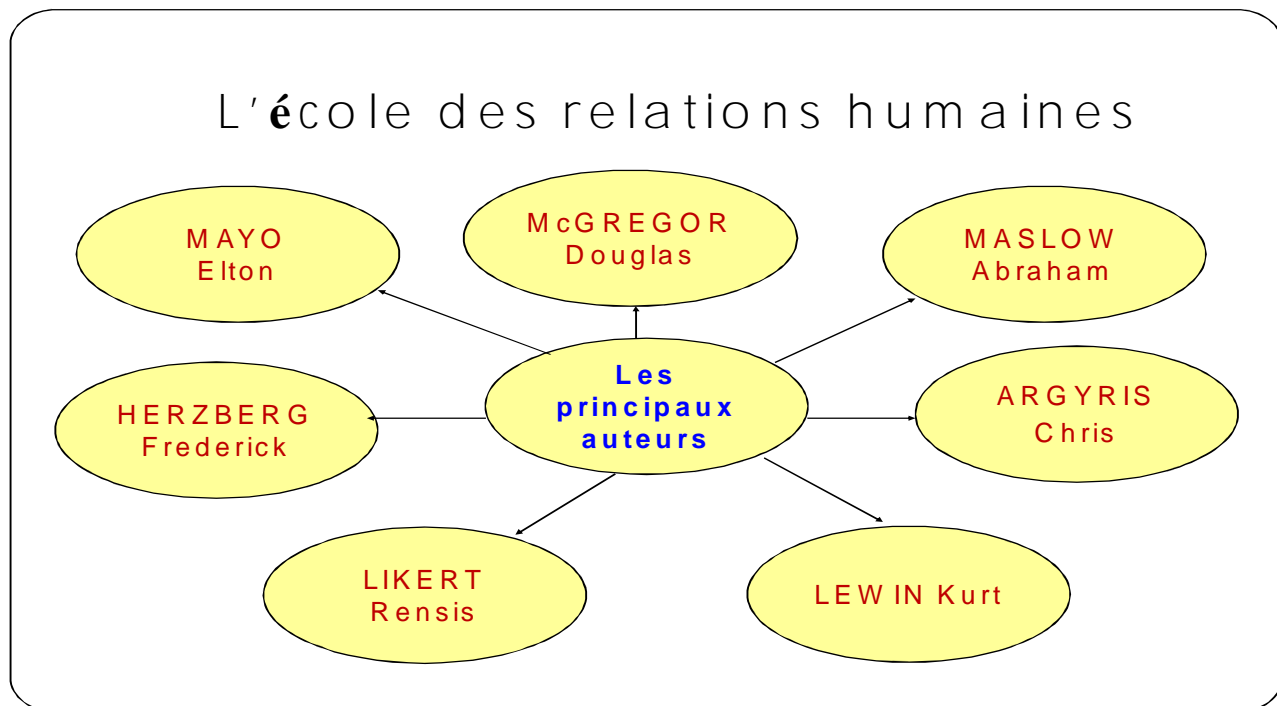 L'école des relations humaines
MAYO
Elton
McGREGOR
Douglas
MASLOW
Abraham
HERZBERG
Frederick
Les
principaux
auteurs
ARGYRIS
Chris
LIKERT
Rensis
LEWIN Kurt